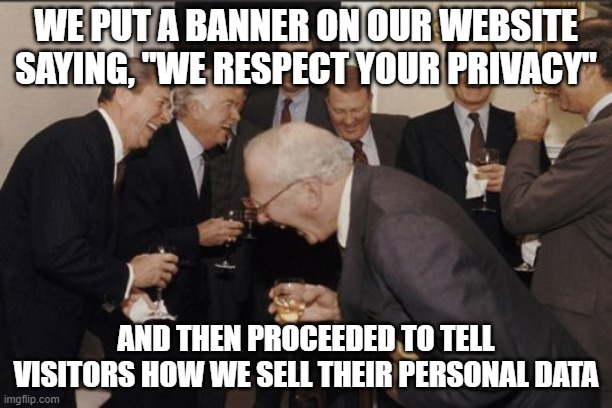 WE PUT A BANNER ON OUR WEBSITE
SAYING, "WE RESPECT YOUR PRIVACY"
AND THEN PROCEEDED TO TELL
VISITORS HOW WE SELL THEIR PERSONAL DATA
imgflip.com